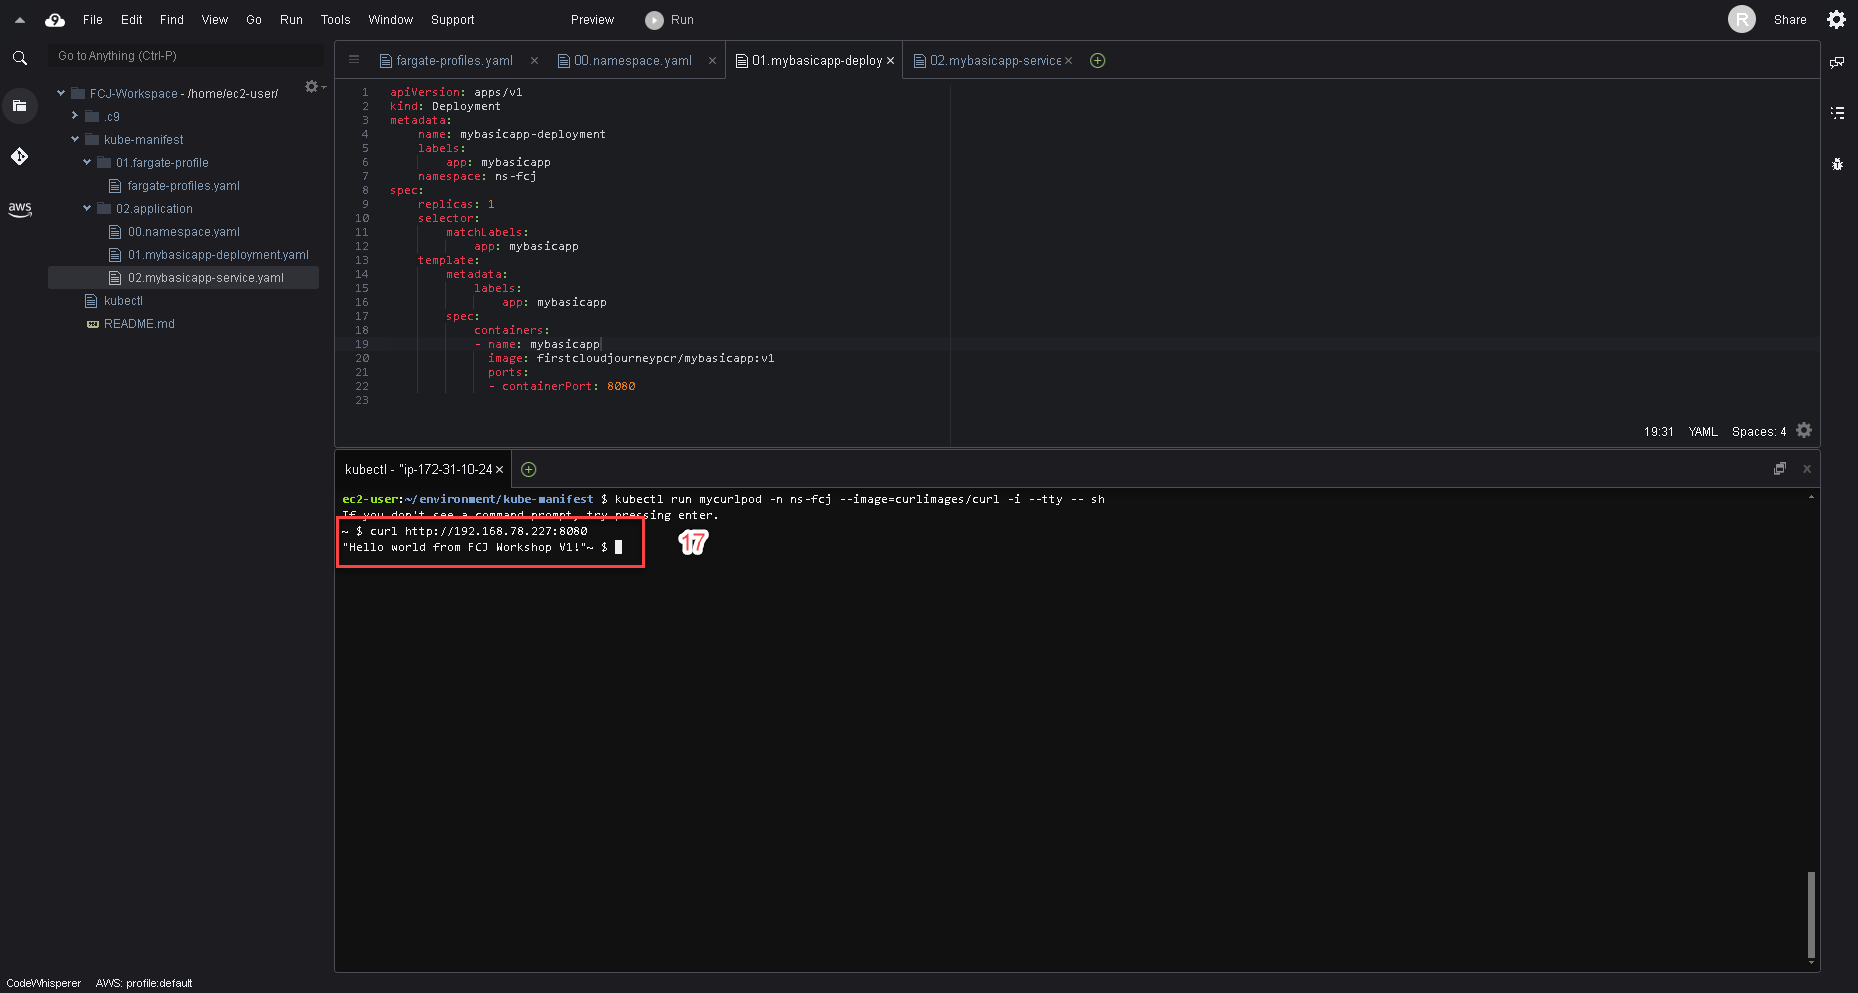 9 File Edit Find View Go Run Tools Window Support Preview Run R Share
Go to Anything (Ctrl-P)
FCJ-Workspace - /home/ec2-user/
.c9
kube-manifest
01.fargate-profile
fargate-profiles.yaml
02.application
00.namespace.yaml
01.mybasicapp-deployment.yaml
02.mybasicapp-service.yaml
kubectl
README.md
aws
fargate-profiles.yaml × 00.namespace.yaml × 01.mybasicapp-deploy × 02.mybasicapp-service ×
1 apiVersion: apps/v1
2 kind: Deployment
3 metadata:
4 name: mybasicapp-deployment
5 labels:
6 app: mybasicapp
7 namespace: ns-fcj
8 spec:
9 replicas: 1
10 selector:
11 matchLabels:
12 app: mybasicapp
13 template:
14 metadata:
15 labels:
16 app: mybasicapp
17 spec:
18 containers:
19 - name: mybasicapp
20 image: firstcloudjourneypcr/mybasicapp:v1
21 ports:
22 - containerPort: 8080
23
19:31 YAML Spaces: 4
kubectl - "ip-172-31-10-24 ×
ec2-user:~/environment/kube-manifest $ kubectl run mycurlpod -n ns-fcj --image=curlimages/curl -i --tty -- sh
If you don't see a command prompt, try pressing enter.
~ $ curl http://192.168.78.227:8080
"Hello world from FCJ Workshop V1!"~ $
17
CodeWhisperer AWS: profile:default